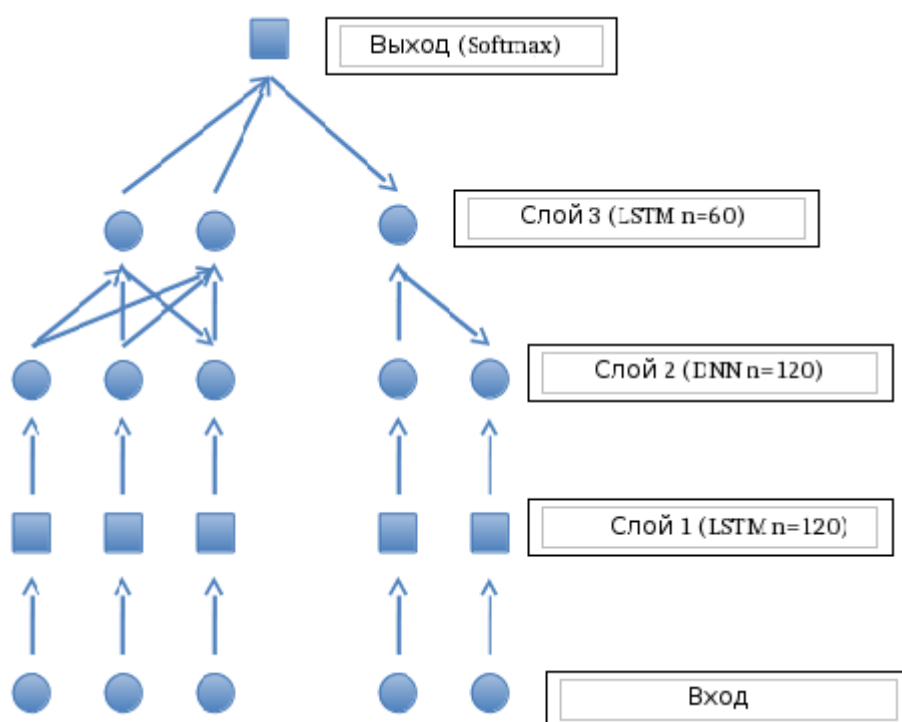 Выход (Softmax)
Слой 3 (LSTM n=60)
Слой 2 (DNN n=120)
Слой 1 (LSTM n=120)
Вход